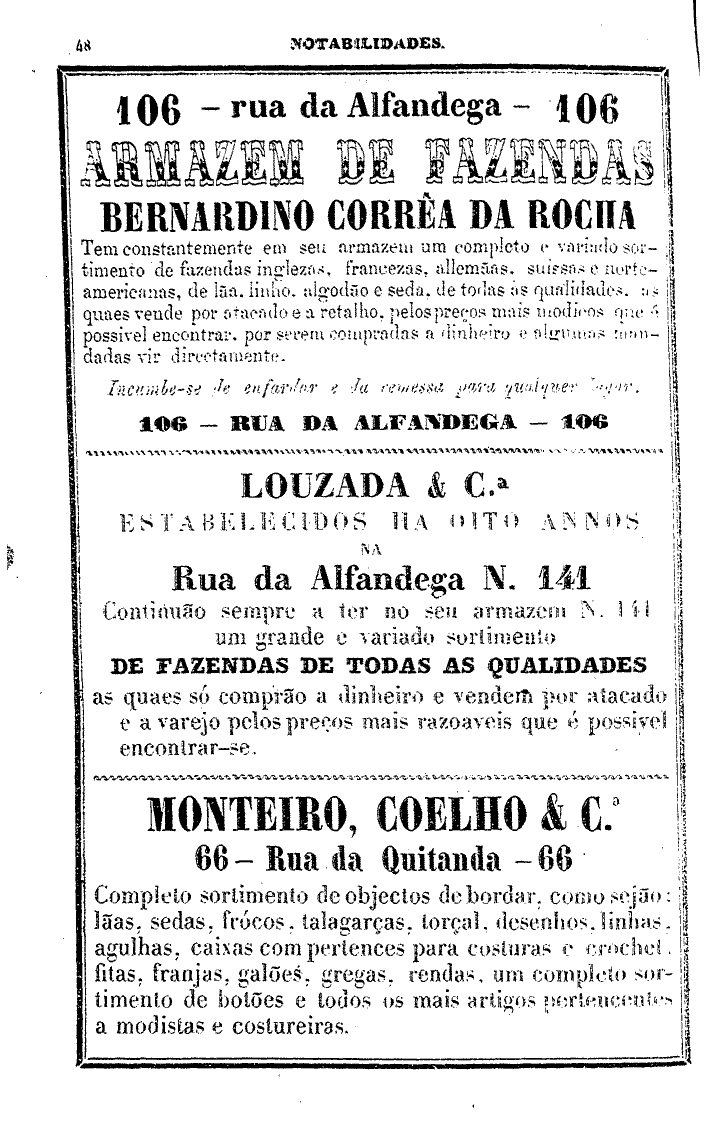 48 NOTABILIDADES.
106 – rua da Alfandega – 106
ARMAZEM DE FAZENDAS
BERNARDINO CORRÊA DA ROCHA
Tem constantemente em seu armazem um completo e variado sor-
timento de fazendas inglezas, francezas, allemãas, suissas e norte-
americanas, de lãa, linho, algodão e seda, de todas as qualidades, as
quaes vende por atacado e a retalho, pelos preços mais modicos que é
possivel encontrar, por serem compradas a dinheiro e algumas man-
dadas vir directamente.
Incumbe-se de enfardar e da remessa para qualquer lugar.
106 – RUA DA ALFANDEGA – 106
LOUZADA & C.ª
ESTABELECIDOS HA OITO ANNOS
NA
Rua da Alfandega N. 141
Continuão sempre a ter no seu armazem N. 141
um grande e variado sortimento
DE FAZENDAS DE TODAS AS QUALIDADES
as quaes só comprão a dinheiro e vendem por atacado
e a varejo pelos preços mais razoaveis que é possivel
encontrar-se.
MONTEIRO, COELHO & C.ª
66 – Rua da Quitanda – 66
Completo sortimento de objectos de bordar, como sejão:
lãas, sedas, frócos, talagarças, torçal, desenhos, linhas,
agulhas, caixas com pertences para costuras e crochet,
fitas, franjas, galões, gregas, rendas, um completo sor-
timento de botões e todos os mais artigos pertencentes
a modistas e costureiras.